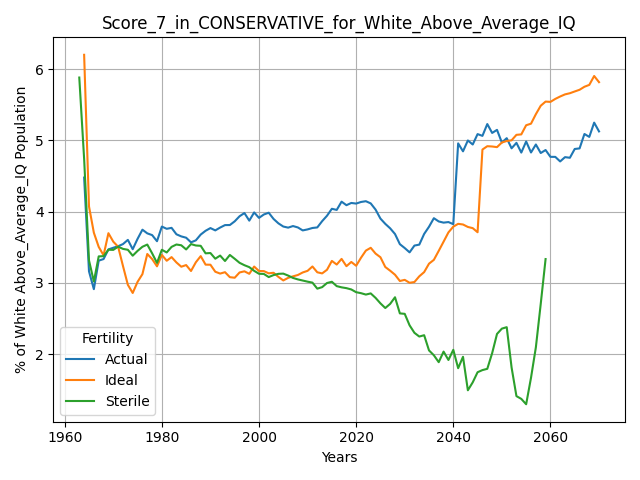 Score_7_in_CONSERVATIVE_for_White_Above_Average_IQ
% of White Above_Average_IQ Population
6
5
4
3
2
Fertility
Actual
Ideal
Sterile
1960 1980 2000 2020 2040 2060
Years